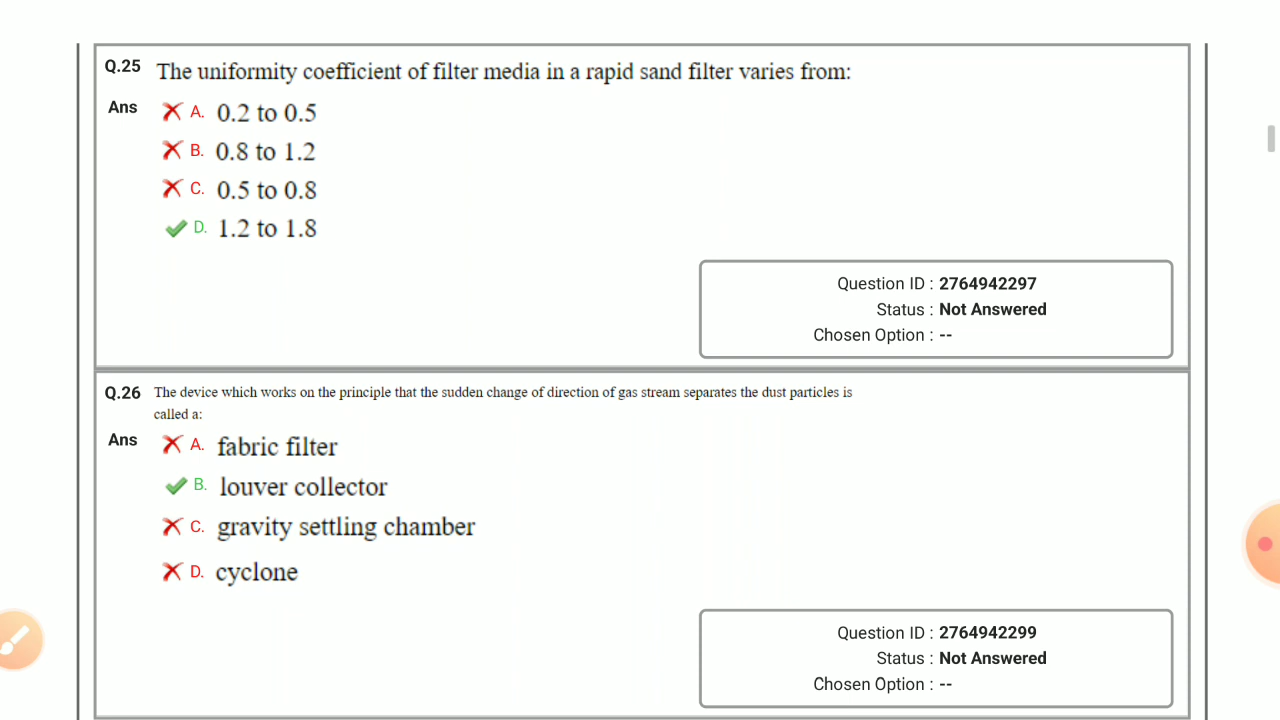 Q.25 The uniformity coefficient of filter media in a rapid sand filter varies from:
Ans A. 0.2 to 0.5
B. 0.8 to 1.2
C. 0.5 to 0.8
D. 1.2 to 1.8
Question ID : 2764942297
Status : Not Answered
Chosen Option : --
Q.26 The device which works on the principle that the sudden change of direction of gas stream separates the dust particles is
called a:
Ans A. fabric filter
B. louver collector
C. gravity settling chamber
D. cyclone
Question ID : 2764942299
Status : Not Answered
Chosen Option : --